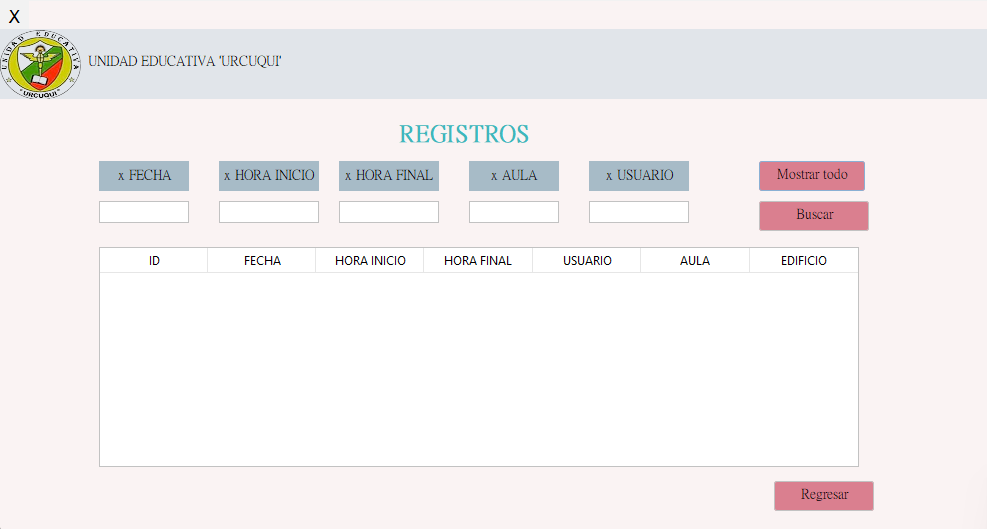 X
UNIDAD EDUCATIVA
"URCUQUI"
UNIDAD EDUCATIVA 'URCUQUI'
REGISTROS
x FECHA x HORA INICIO x HORA FINAL x AULA x USUARIO Mostrar todo
Buscar
ID FECHA HORA INICIO HORA FINAL USUARIO AULA EDIFICIO
Regresar